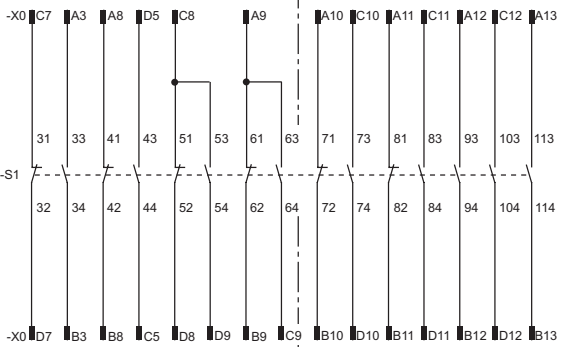 -X0 C7 A3 A8 D5 C8 A9 A10 C10 A11 C11 A12 C12 A13
31 33 41 43 51 53 61 63 71 73 81 83 93 103 113
-S1
32 34 42 44 52 54 62 64 72 74 82 84 94 104 114
-X0 D7 B3 B8 C5 D8 D9 B9 C9 B10 D10 B11 D11 B12 D12 B13